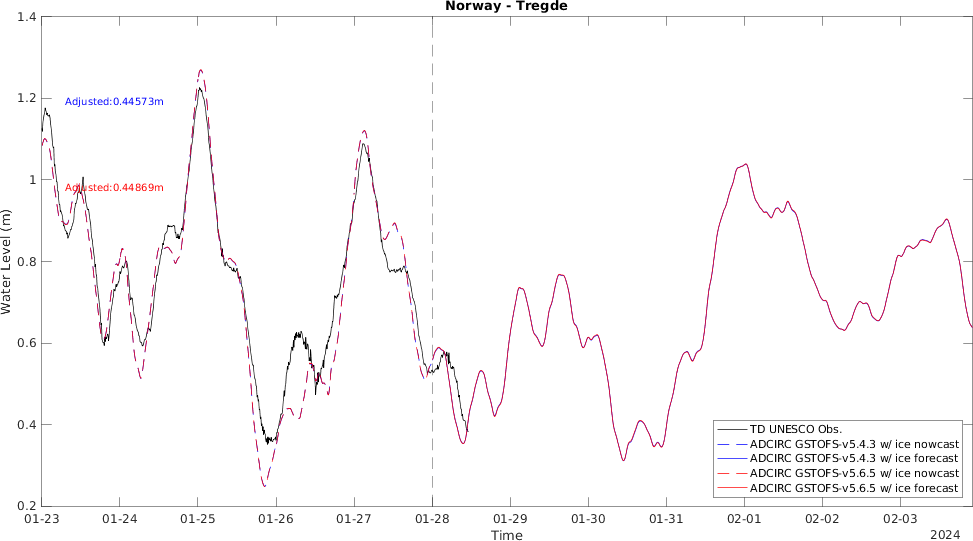 Norway - Tregde
1.4
1.2
1
0.8
0.6
0.4
0.2
Water Level (m)
Adjusted:0.44573m
Adjusted:0.44869m
TD UNESCO Obs.
ADCIRC GSTOFS-v5.4.3 w/ ice nowcast
ADCIRC GSTOFS-v5.4.3 w/ ice forecast
ADCIRC GSTOFS-v5.6.5 w/ ice nowcast
ADCIRC GSTOFS-v5.6.5 w/ ice forecast
01-23 01-24 01-25 01-26 01-27 01-28 01-29 01-30 01-31 02-01 02-02 02-03
Time
2024